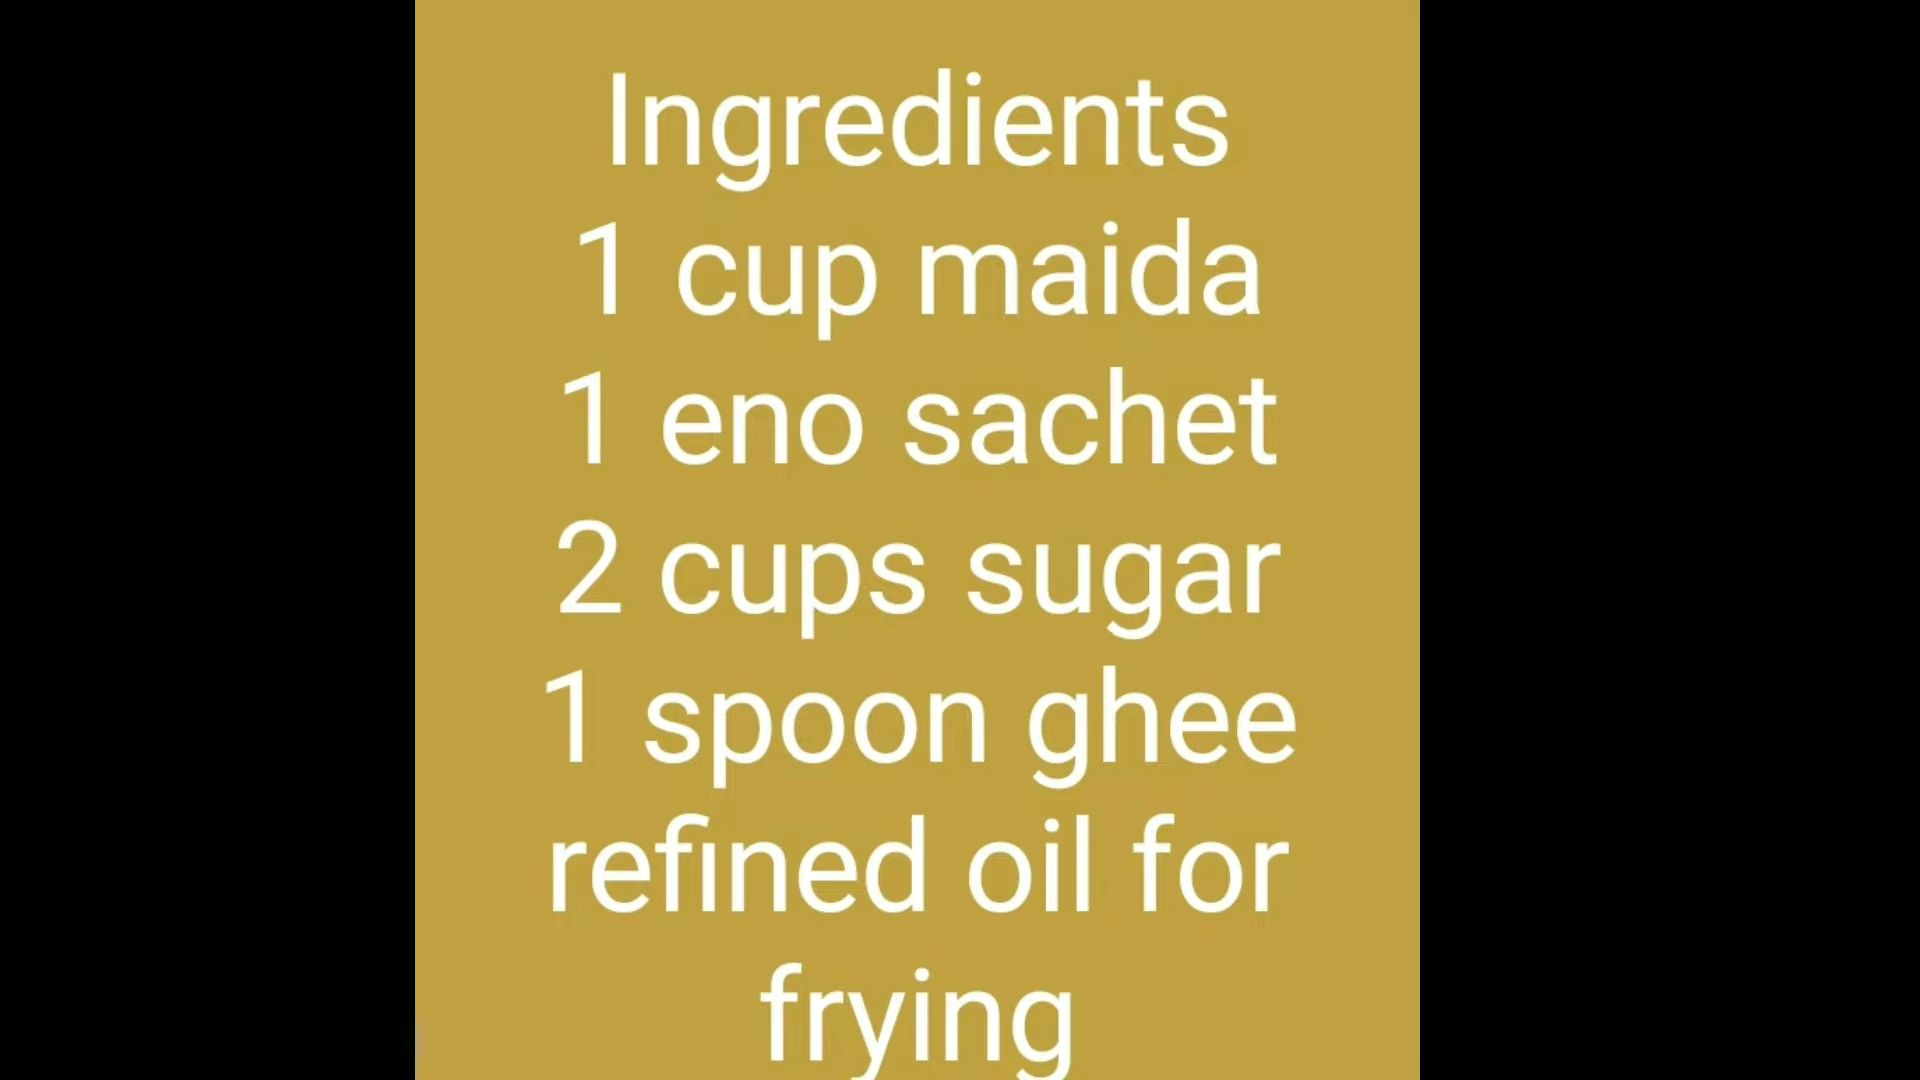 Ingredients
1 cup maida
1 eno sachet
2 cups sugar
1 spoon ghee
refined oil for
frying